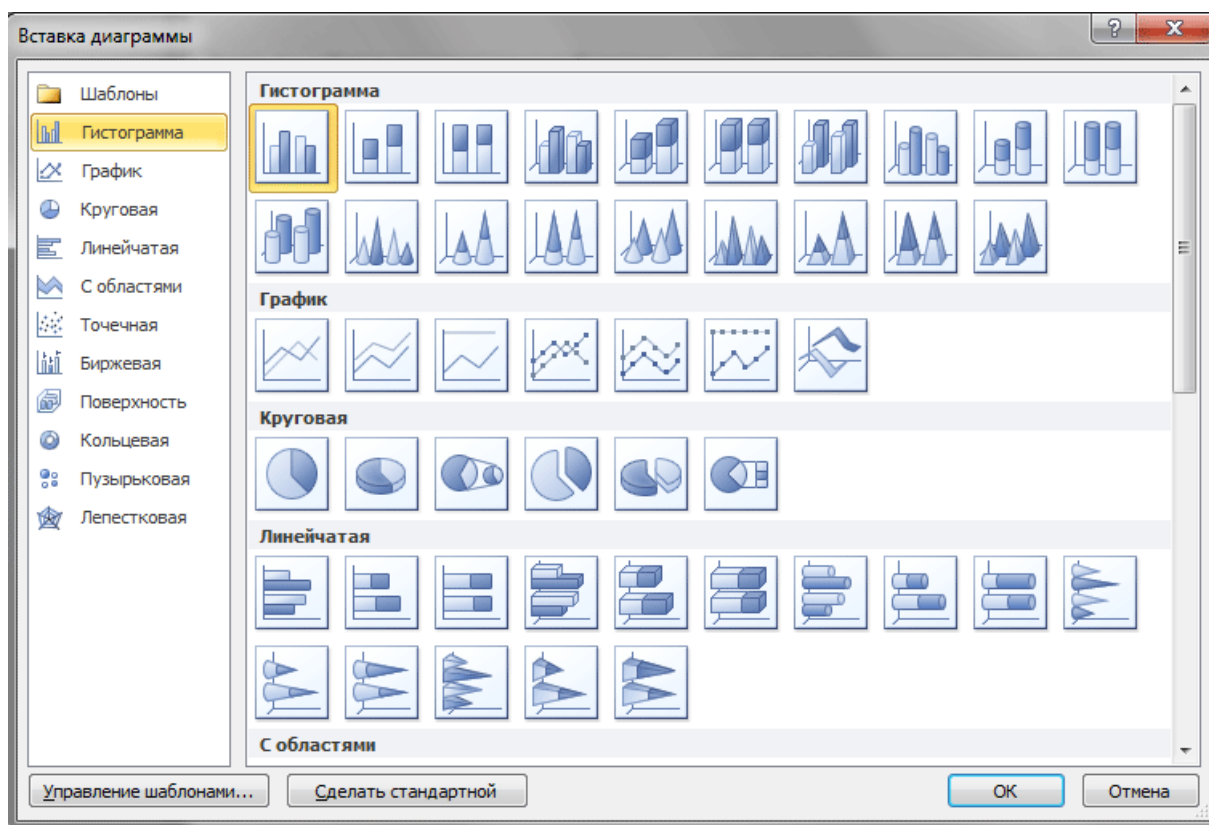 Вставка диаграммы
Шаблоны
Гистограмма
График
Круговая
Линейчатая
С областями
Точечная
Биржевая
Поверхность
Кольцевая
Пузырьковая
Лепестковая
Гистограмма
График
Круговая
Линейчатая
С областями
Управление шаблонами...
Сделать стандартной
ОК
Отмена